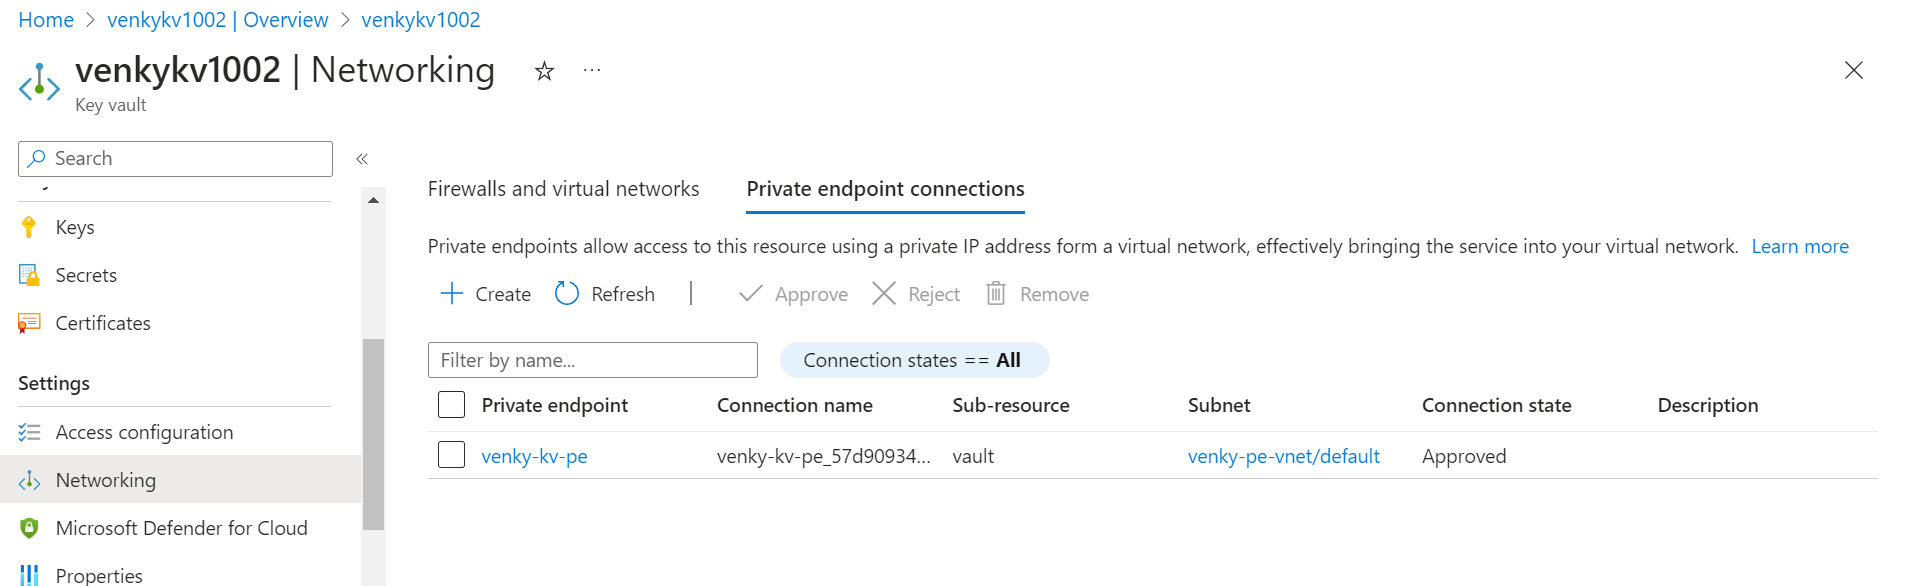 Home > venkykv1002 | Overview > venkykv1002
venkykv1002 | Networking
Key vault
Search
Keys
Secrets
Certificates
Settings
Access configuration
Networking
Microsoft Defender for Cloud
Properties
Firewalls and virtual networks Private endpoint connections
Private endpoints allow access to this resource using a private IP address form a virtual network, effectively bringing the service into your virtual network. Learn more
Create Refresh | Approve Reject Remove
Filter by name... Connection states == All
Private endpoint Connection name Sub-resource Subnet Connection state Description
venky-kv-pe venky-kv-pe_57d90934... vault venky-pe-vnet/default Approved